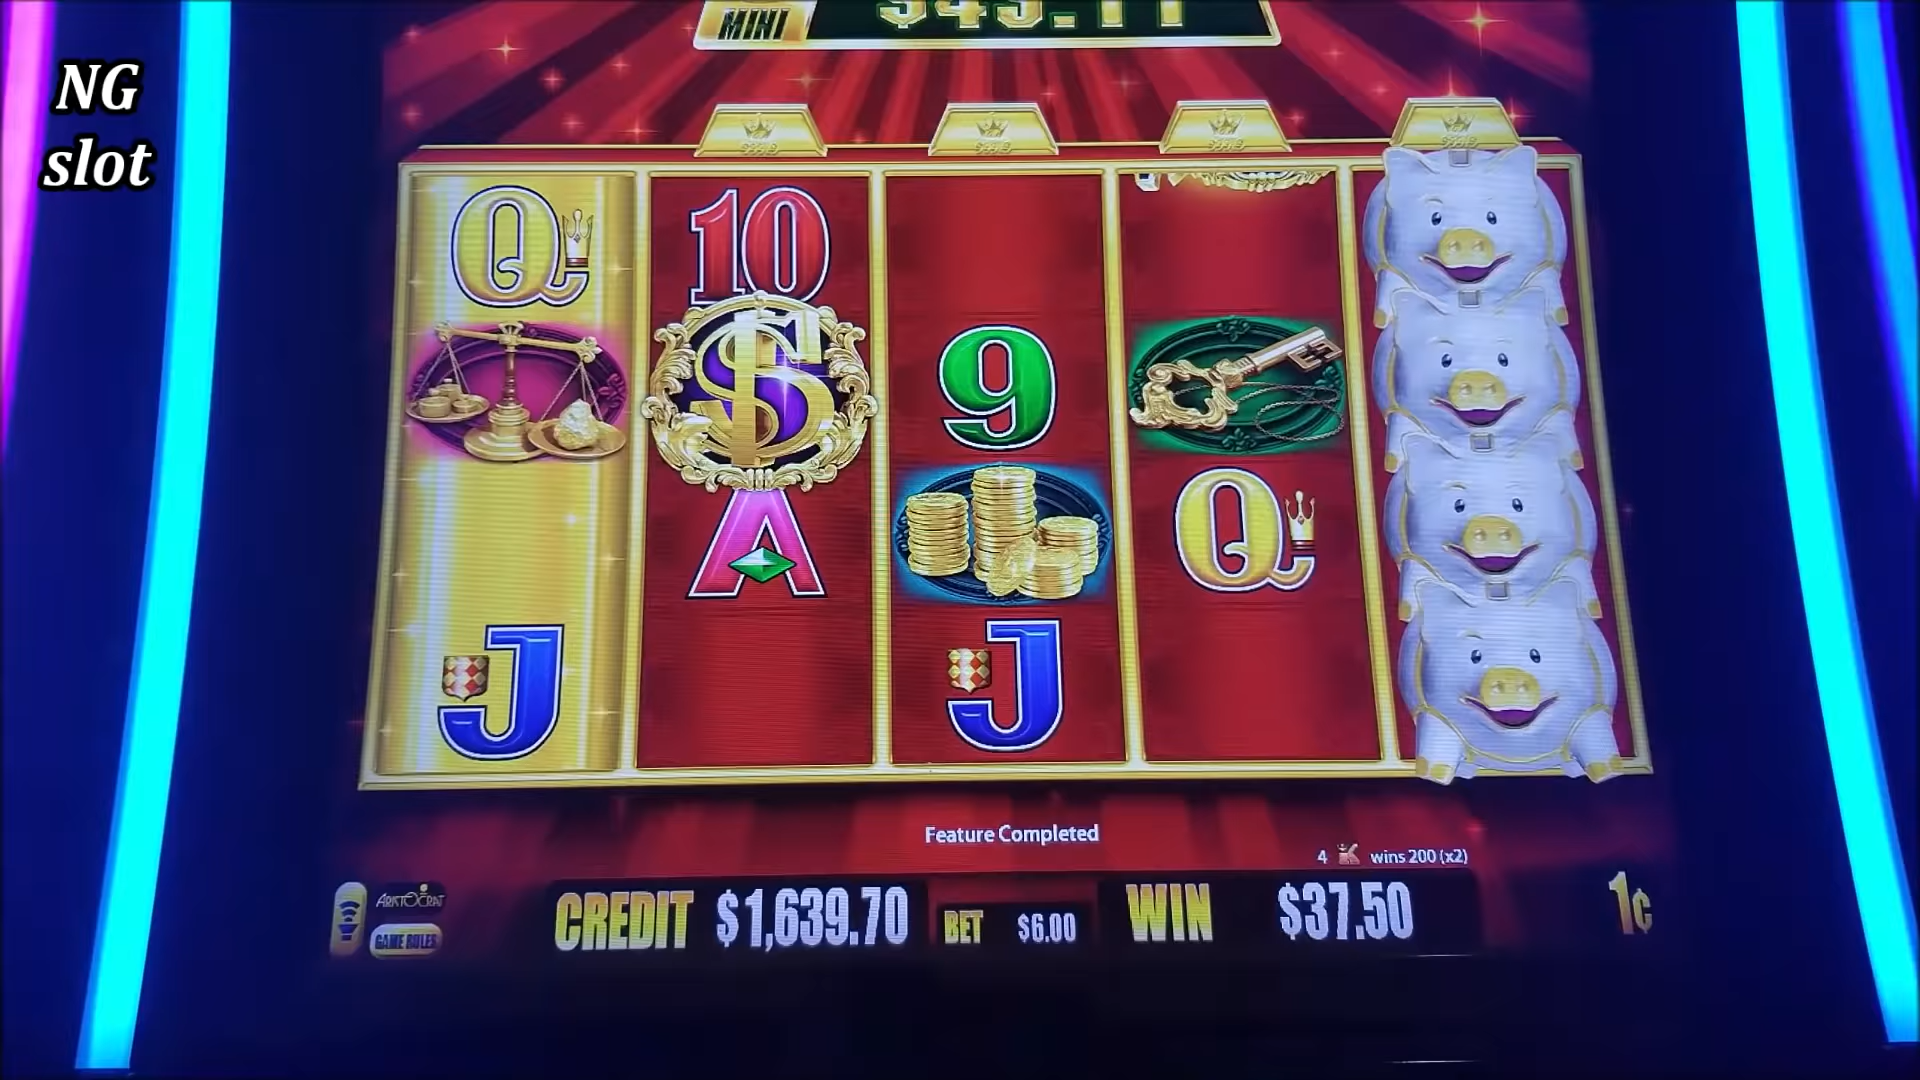 NG
slot
MINI
Q
10
$
9
A
Q
J
J
Feature Completed
4 wins 200 (x2)
ARISTOCRAT
GAME RULES
CREDIT $1,639.70
BET $6.00
WIN $37.50
1¢